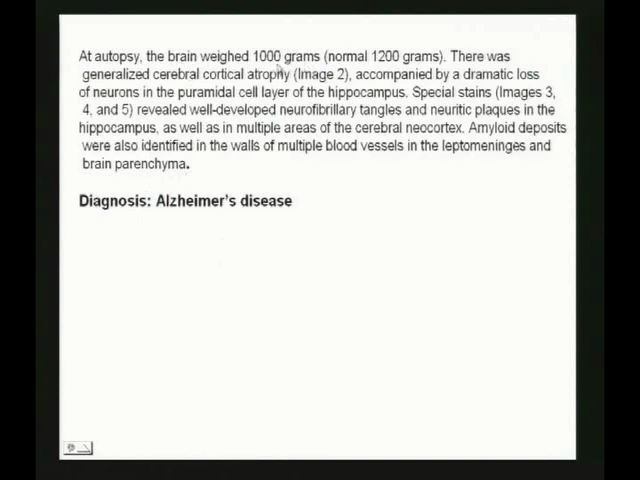 At autopsy, the brain weighed 1000 grams (normal 1200 grams). There was
generalized cerebral cortical atrophy (Image 2), accompanied by a dramatic loss
of neurons in the puramidal cell layer of the hippocampus. Special stains (Images 3,
4, and 5) revealed well-developed neurofibrillary tangles and neuritic plaques in the
hippocampus, as well as in multiple areas of the cerebral neocortex. Amyloid deposits
were also identified in the walls of multiple blood vessels in the leptomeninges and
brain parenchyma.
Diagnosis: Alzheimer's disease